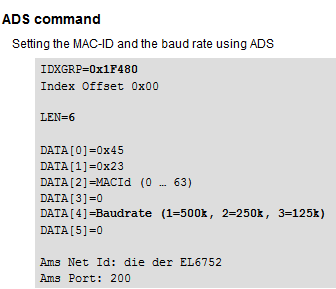 ADS command
Setting the MAC-ID and the baud rate using ADS
IDXGRP=0x1F480
Index Offset 0x00
LEN=6
DATA[0]=0x45
DATA[1]=0x23
DATA[2]=MACId (0 … 63)
DATA[3]=0
DATA[4]=Baudrate (1=500k, 2=250k, 3=125k)
DATA[5]=0
Ams Net Id: die der EL6752
Ams Port: 200